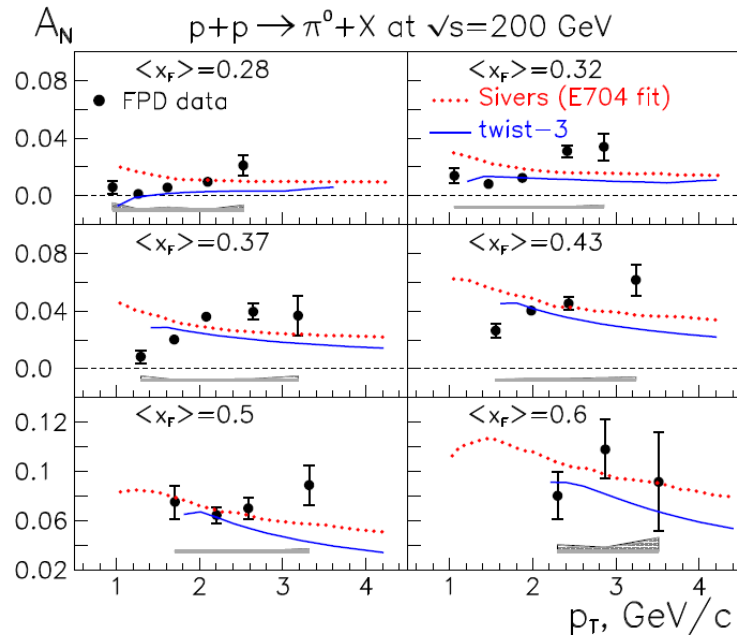 A_N p+p → π⁰+X at √s=200 GeV
<x_F>=0.28
<x_F>=0.32
FPD data
Sivers (E704 fit)
twist-3
0.08
0.04
0.0
<x_F>=0.37
<x_F>=0.43
0.08
0.04
0.0
<x_F>=0.5
<x_F>=0.6
0.12
0.1
0.08
0.06
0.04
0.02
1 2 3 4 1 2 3 4
p_T, GeV/c